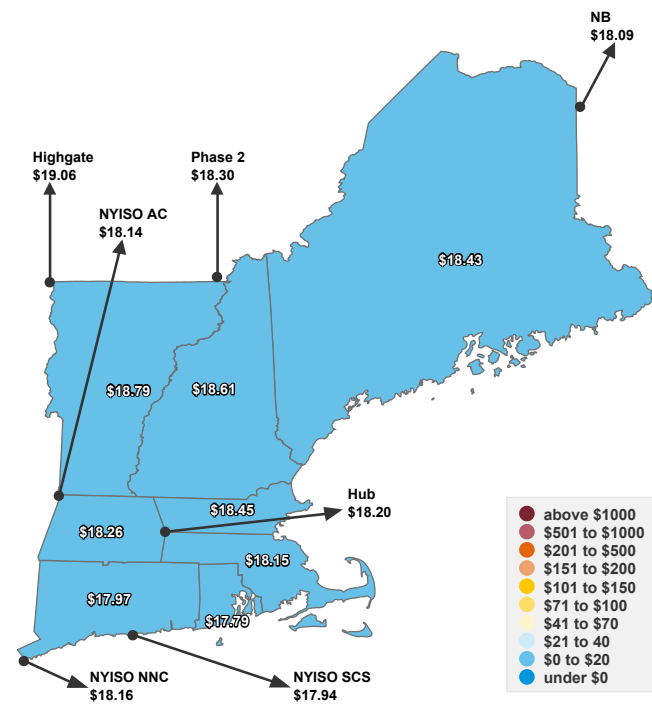 NB
$18.09
Highgate
$19.06
Phase 2
$18.30
NYISO AC
$18.14
$18.43
$18.79
$18.61
Hub
$18.20
$18.45
$18.26
$18.15
$17.97
$17.79
NYISO NNC
$18.16
NYISO SCS
$17.94
above $1000
$501 to $1000
$201 to $500
$151 to $200
$101 to $150
$71 to $100
$41 to $70
$21 to 40
$0 to $20
under $0